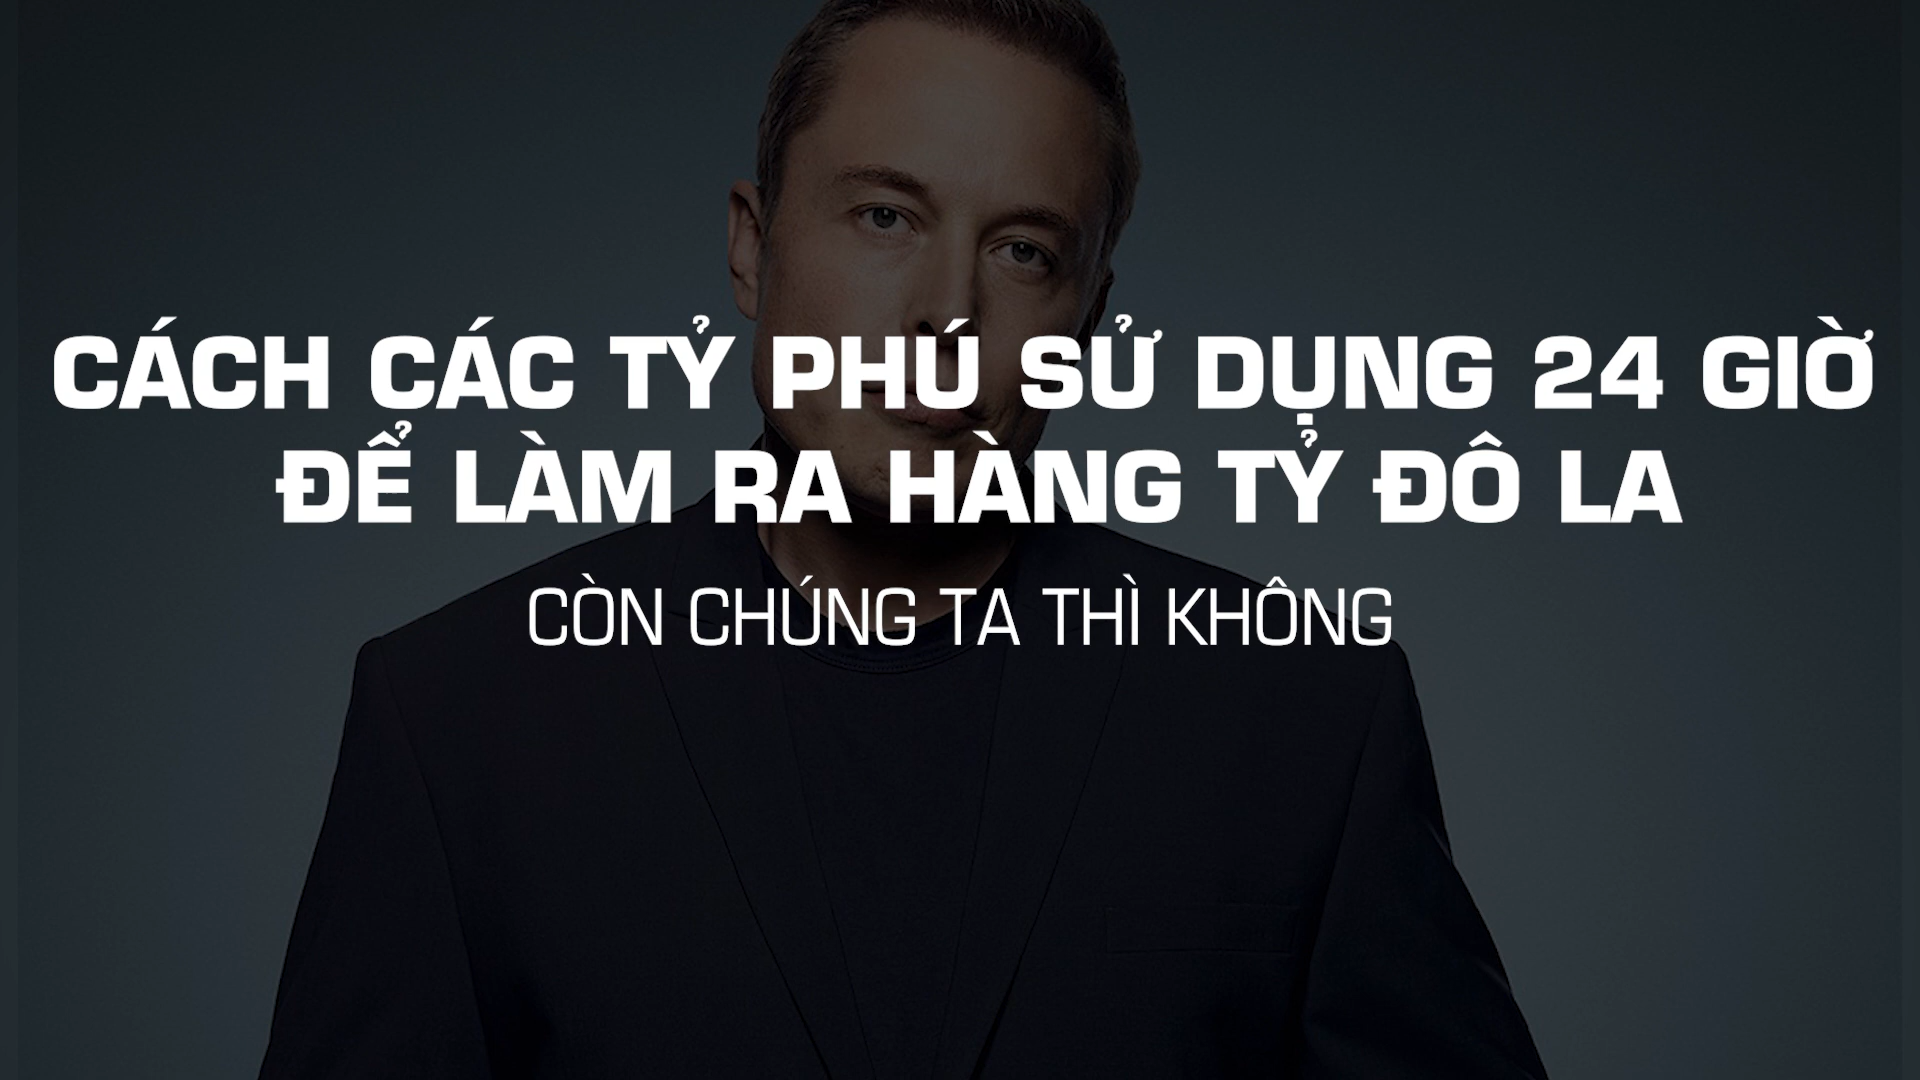 CÁCH CÁC TỶ PHÚ SỬ DỤNG 24 GIỜ
ĐỂ LÀM RA HÀNG TỶ ĐÔ LA
CÒN CHÚNG TA THÌ KHÔNG